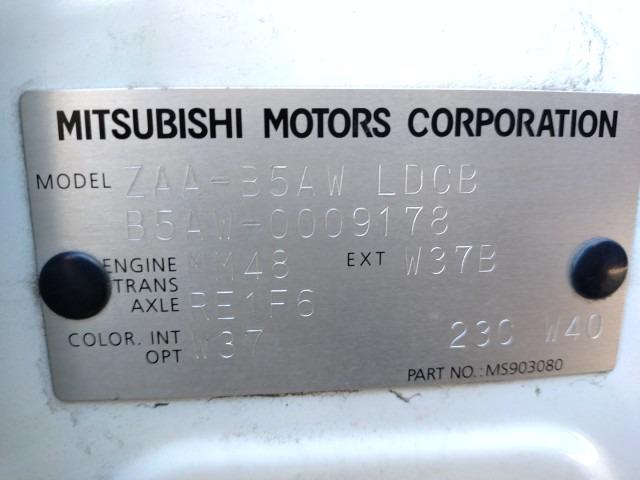 MITSUBISHI MOTORS CORPORATION
MODEL ZAA-B5AW LDCB
B5AW-0009178
ENGINE MM48 EXT W37B
TRANS
AXLE RE1F6
COLOR. INT W37 23C W40
OPT
PART NO.:MS903080